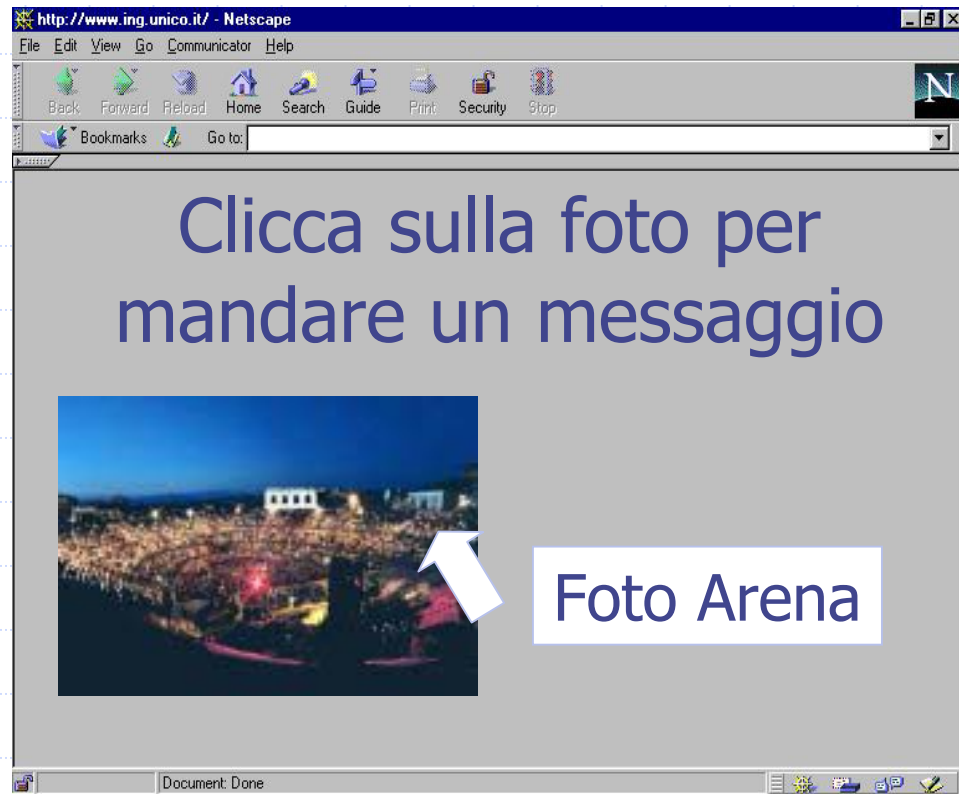 http://www.ing.unico.it/ - Netscape
File Edit View Go Communicator Help
Back Forward Reload Home Search Guide Print Security Stop
N
Bookmarks Go to:
Clicca sulla foto per
mandare un messaggio
Foto Arena
Document: Done